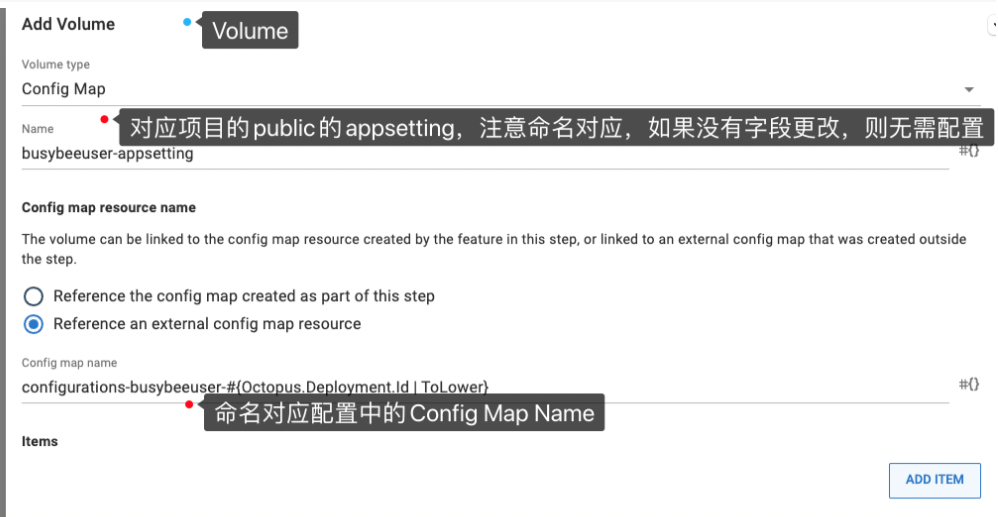 Add Volume
Volume
Volume type
Config Map
对应项目的public的appsetting，注意命名对应，如果没有字段更改，则无需配置
Name
busybeeuser-appsetting
#{}
Config map resource name
The volume can be linked to the config map resource created by the feature in this step, or linked to an external config map that was created outside
the step.
Reference the config map created as part of this step
Reference an external config map resource
Config map name
configurations-busybeeuser-#{Octopus.Deployment.Id | ToLower}
#{}
命名对应配置中的Config Map Name
Items
ADD ITEM